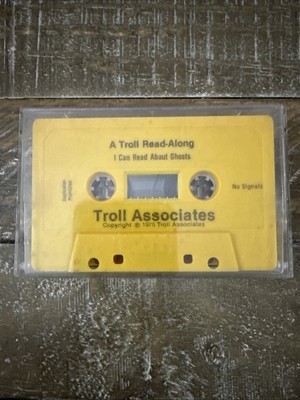 A Troll Read-Along
I Can Read About Ghosts
No Signals
Troll Associates
Copyright © 1975 Troll Associates